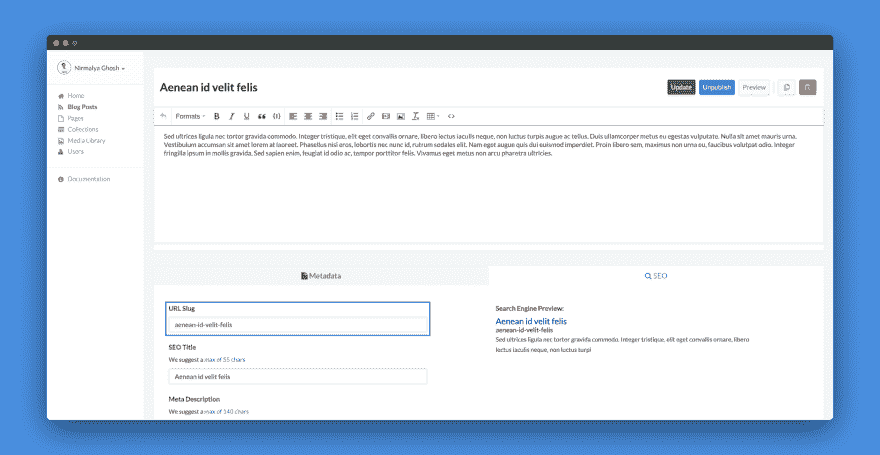 Nirmalya Ghosh
Home
Blog Posts
Pages
Collections
Media Library
Users
Documentation
Aenean id velit felis
Update
Unpublish
Preview
Formats
Sed ultrices ligula nec tortor gravida commodo. Integer tristique, elit eget convallis ornare, libero lectus iaculis neque, non luctus turpis augue ac tellus. Duis ullamcorper metus eu egestas vulputate. Nulla sit amet mauris urna.
Vestibulum accumsan sit amet lorem at laoreet. Phasellus nisl eros, lobortis nec nunc id, rutrum sodales elit. Nam eget augue quis dui euismod imperdiet. Proin libero sem, maximus non urna eu, faucibus volutpat odio. Integer
fringilla ipsum in mollis gravida. Sed sapien enim, feugiat id odio ac, tempor porttitor felis. Vivamus eget metus non arcu pharetra ultricies.
Metadata
SEO
URL Slug
aenean-id-velit-felis
SEO Title
We suggest a max of 55 chars
Aenean id velit felis
Meta Description
We suggest a max of 140 chars
Search Engine Preview:
Aenean id velit felis
aenean-id-velit-felis
Sed ultrices ligula nec tortor gravida commodo. Integer tristique, elit eget convallis ornare, libero
lectus iaculis neque, non luctus turpi